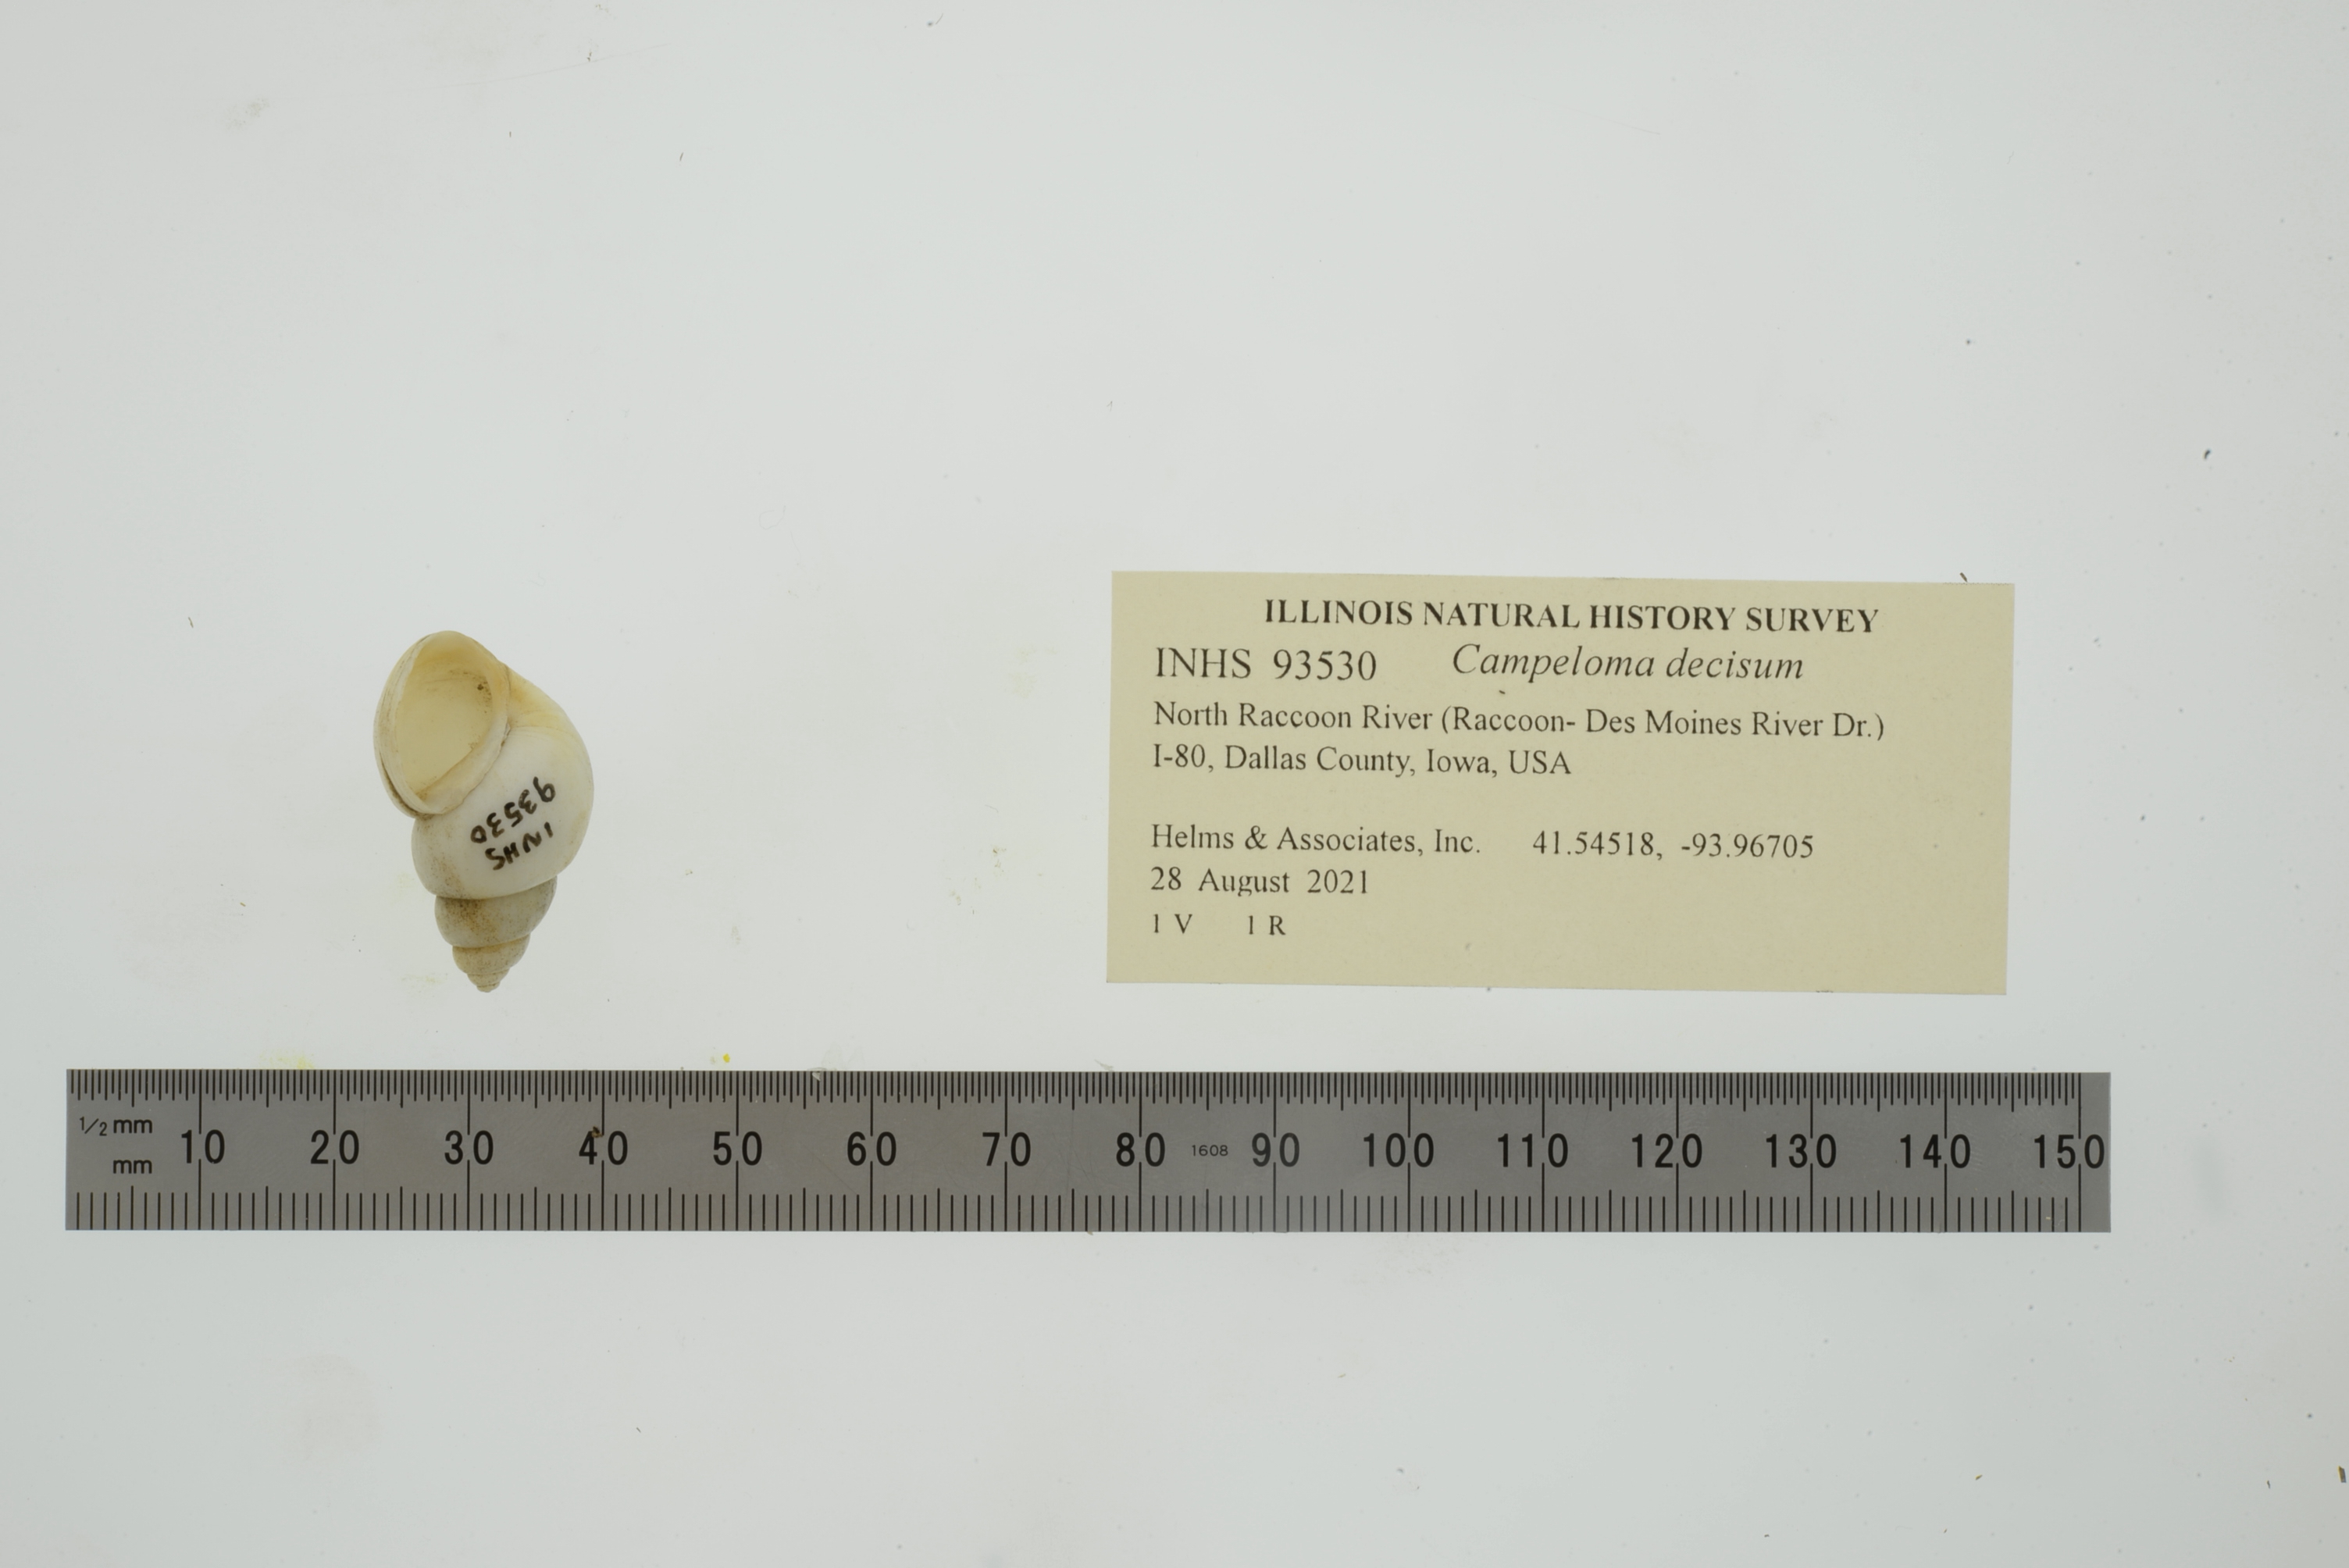 ILLINOIS NATURAL HISTORY SURVEY
INHS 93530 Campeloma decisum
North Raccoon River (Raccoon- Des Moines River Dr.)
I-80, Dallas County, Iowa, USA
Helms & Associates, Inc. 41.54518, -93.96705
28 August 2021
1 V 1 R
INHS
93530
1/2 mm
mm
10 20 30 40 50 60 70 80 1608 90 100 110 120 130 140 150